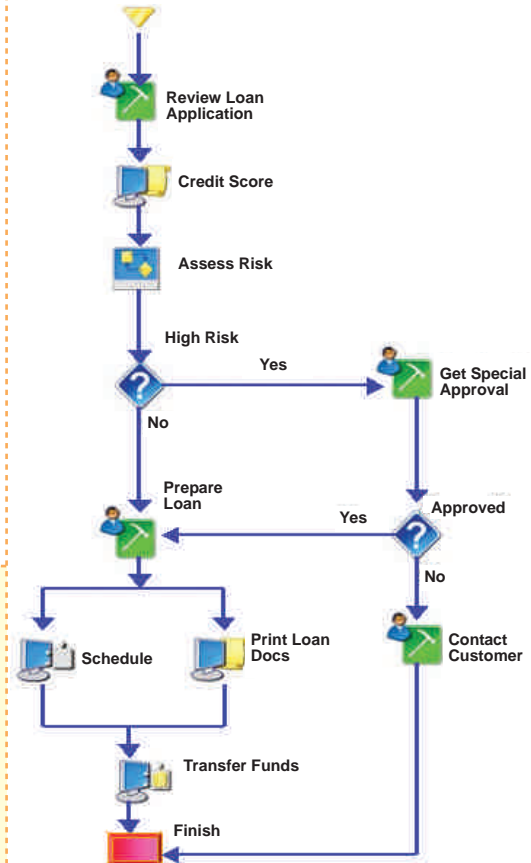 Review Loan
Application
Credit Score
Assess Risk
High Risk
Yes
Get Special
Approval
No
Prepare
Loan
Yes
Approved
No
Schedule
Print Loan
Docs
Contact
Customer
Transfer Funds
Finish